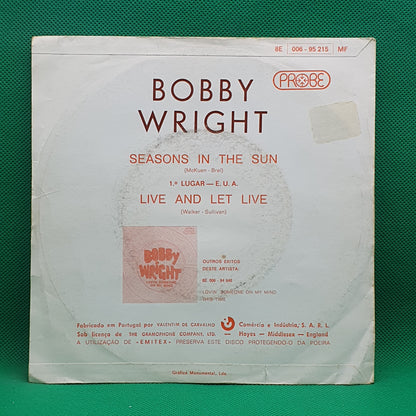 8E 006 - 95 215 MF
PROBE
BOBBY
WRIGHT
SEASONS IN THE SUN
(McKuen - Brel)
1.º LUGAR — E. U. A.
LIVE AND LET LIVE
(Walker - Sullivan)
BOBBY
WRIGHT
OUTROS ÊXITOS
DESTE ARTISTA:
8E 006 - 94 940
LOVIN' SOMEONE ON MY MIND
Fabricado em Portugal por VALENTIM DE CARVALHO Comércio e Indústria, S. A. R. L.
Sob licença de THE GRAMOPHONE COMPANY, LTD. — Hayes - Middlesex - England
A UTILIZAÇÃO DE «EMITEX» PRESERVA ESTE DISCO PROTEGENDO-O DA POEIRA
Gráfica Monumental, Lda.